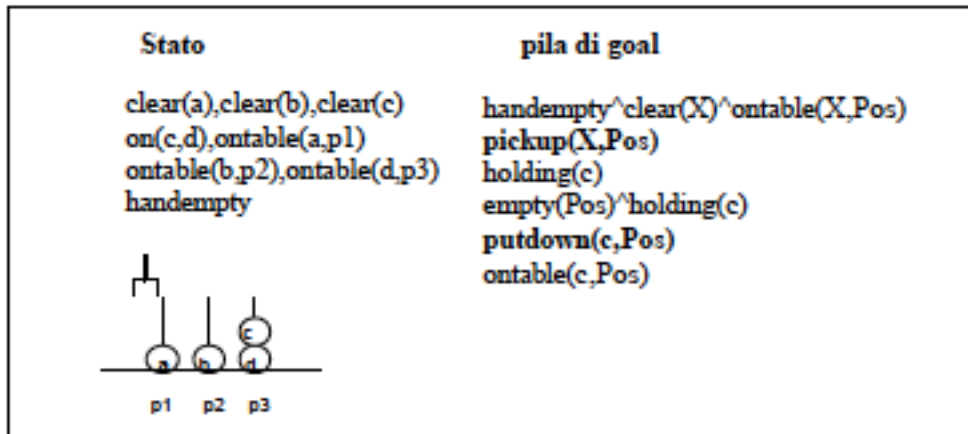 Stato
pila di goal
clear(a),clear(b),clear(c)
on(c,d),ontable(a,p1)
ontable(b,p2),ontable(d,p3)
handempty
handempty^clear(X)^ontable(X,Pos)
pickup(X,Pos)
holding(c)
empty(Pos)^holding(c)
putdown(c,Pos)
ontable(c,Pos)
c
a b d
p1 p2 p3